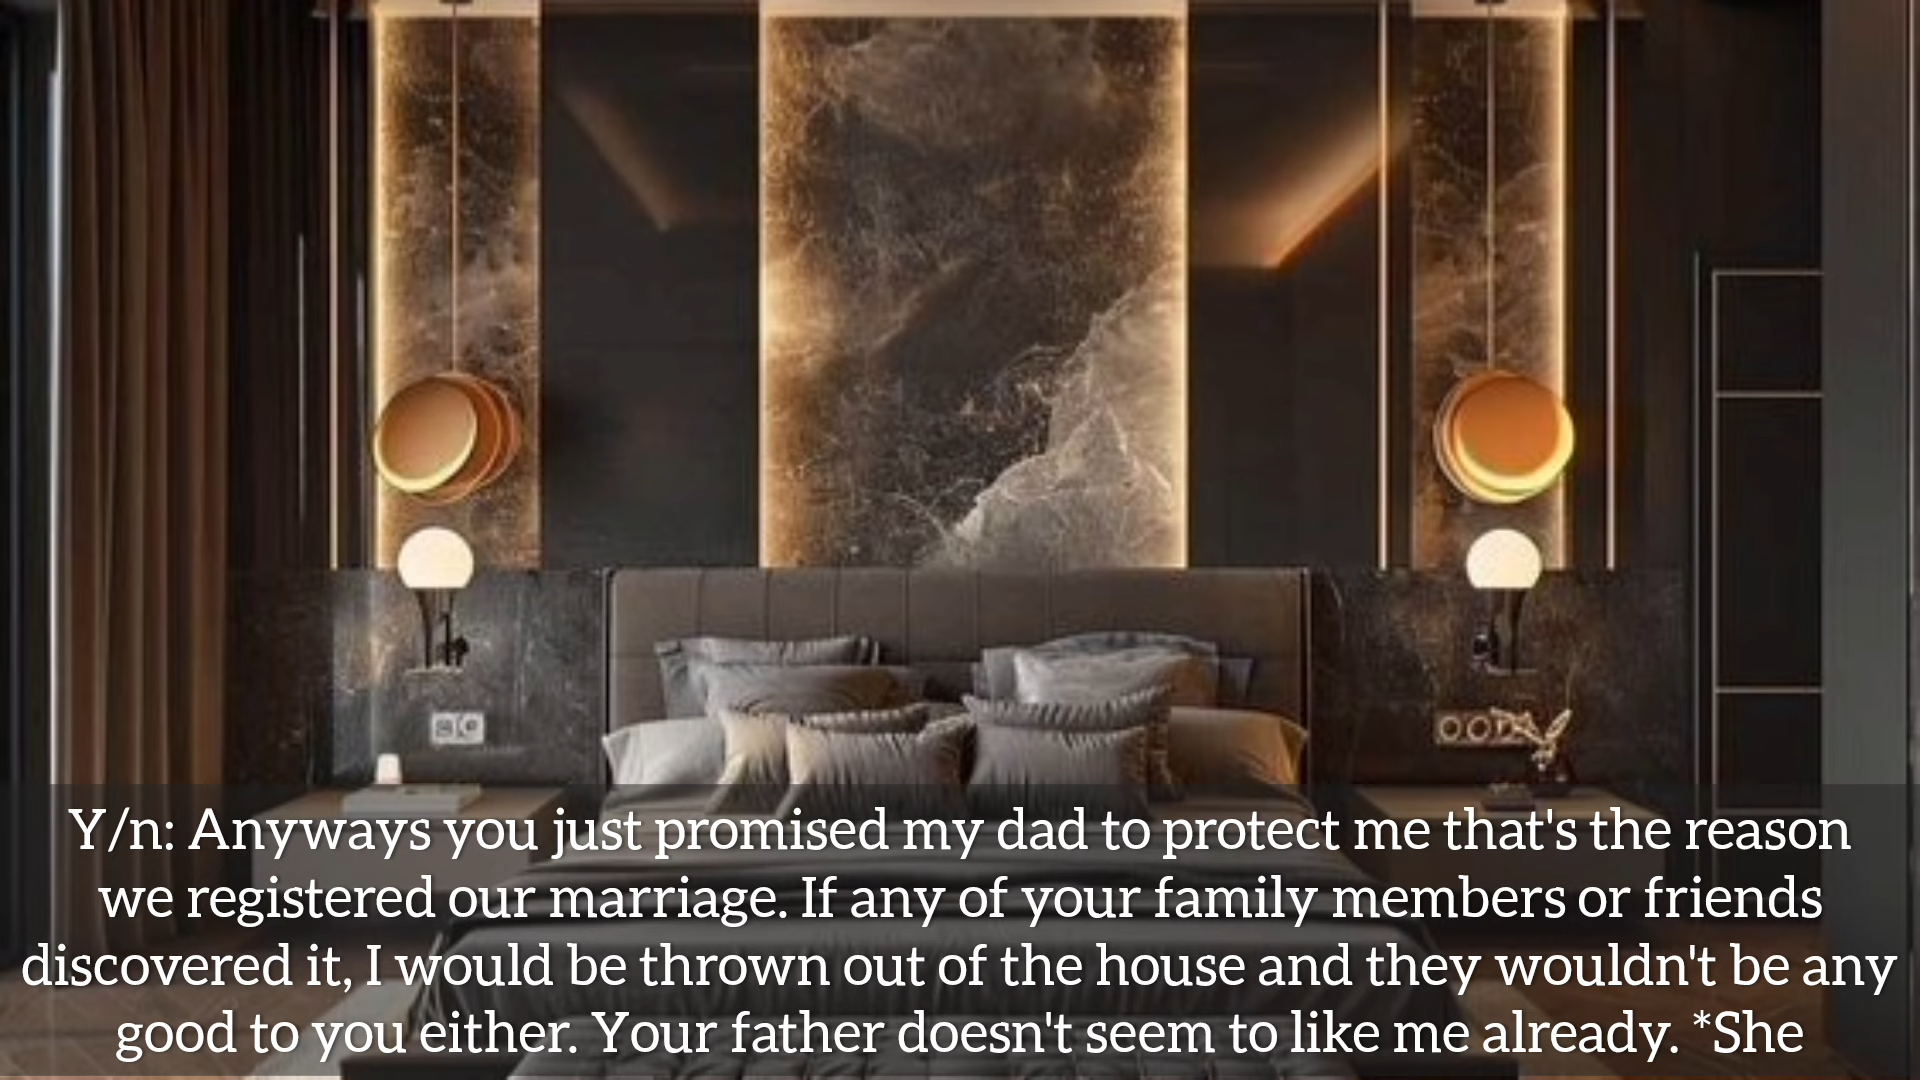 Y/n: Anyways you just promised my dad to protect me that's the reason
we registered our marriage. If any of your family members or friends
discovered it, I would be thrown out of the house and they wouldn't be any
good to you either. Your father doesn't seem to like me already. *She